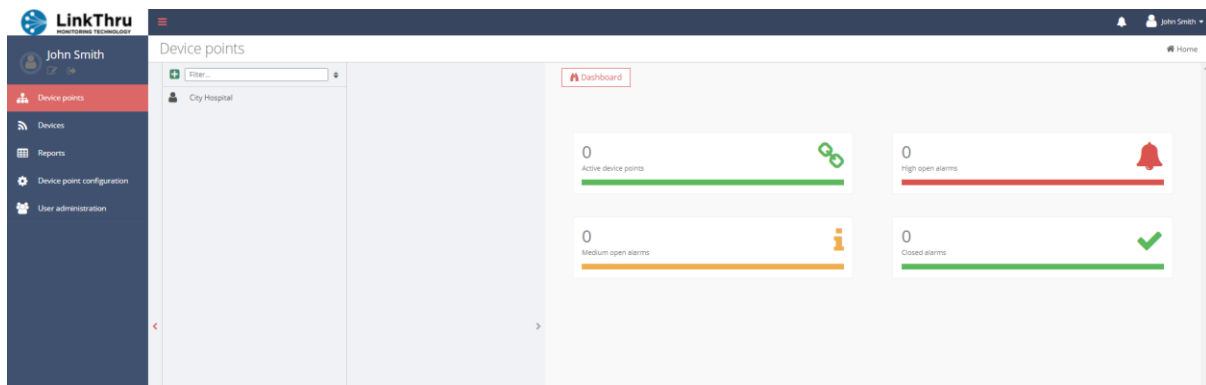 LinkThru
MONITORING TECHNOLOGY
John Smith
John Smith
Device points
Home
Device points
Devices
Reports
Device point configuration
User administration
Filter...
City Hospital
Dashboard
0
Active device points
0
High open alarms
0
Medium open alarms
0
Closed alarms